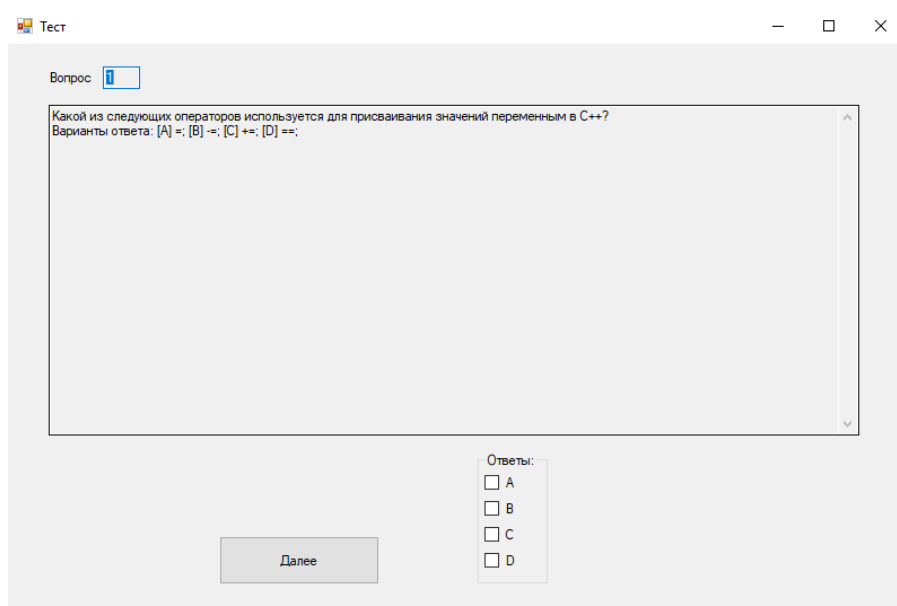 Тест
Вопрос 1
Какой из следующих операторов используется для присваивания значений переменным в C++?
Варианты ответа: [A] =; [B] -=; [C] +=; [D] ==;
Ответы:
A
B
C
D
Далее